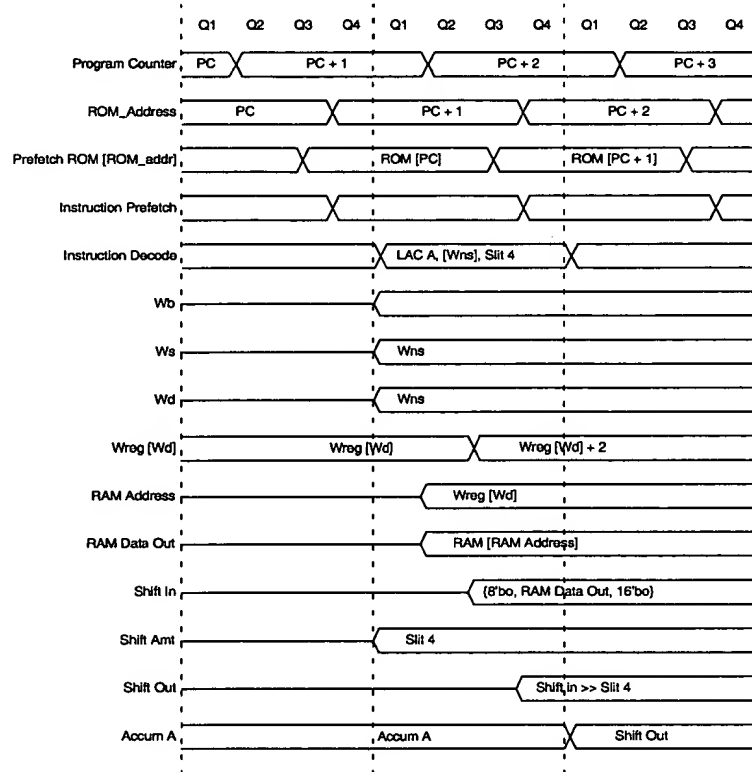 Q1 Q2 Q3 Q4 Q1 Q2 Q3 Q4 Q1 Q2 Q3 Q4
Program Counter PC PC + 1 PC + 2 PC + 3
ROM_Address PC PC + 1 PC + 2
Prefetch ROM [ROM_addr] ROM [PC] ROM [PC + 1]
Instruction Prefetch
Instruction Decode LAC A, [Wns], Slit 4
Wb
Ws Wns
Wd Wns
Wreg [Wd] Wreg [Wd] Wreg [Wd] + 2
RAM Address Wreg [Wd]
RAM Data Out RAM [RAM Address]
Shift In {8'bo, RAM Data Out, 16'bo}
Shift Amt Slit 4
Shift Out Shift in >> Slit 4
Accum A Accum A Shift Out